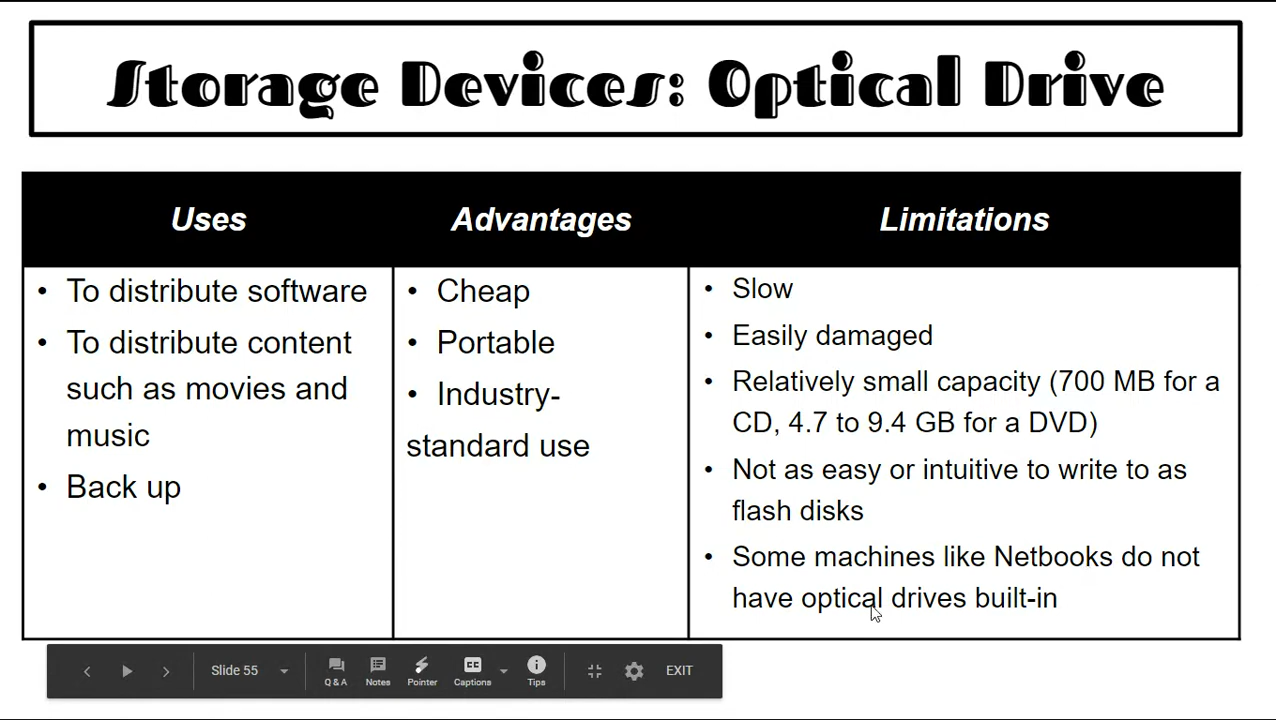 Storage Devices: Optical Drive
Uses
Advantages
Limitations
• To distribute software
• To distribute content
such as movies and
music
• Back up
• Cheap
• Portable
• Industry-
standard use
• Slow
• Easily damaged
• Relatively small capacity (700 MB for a
CD, 4.7 to 9.4 GB for a DVD)
• Not as easy or intuitive to write to as
flash disks
• Some machines like Netbooks do not
have optical drives built-in
Slide 55
Q & A
Notes
Pointer
CC
Captions
Tips
EXIT